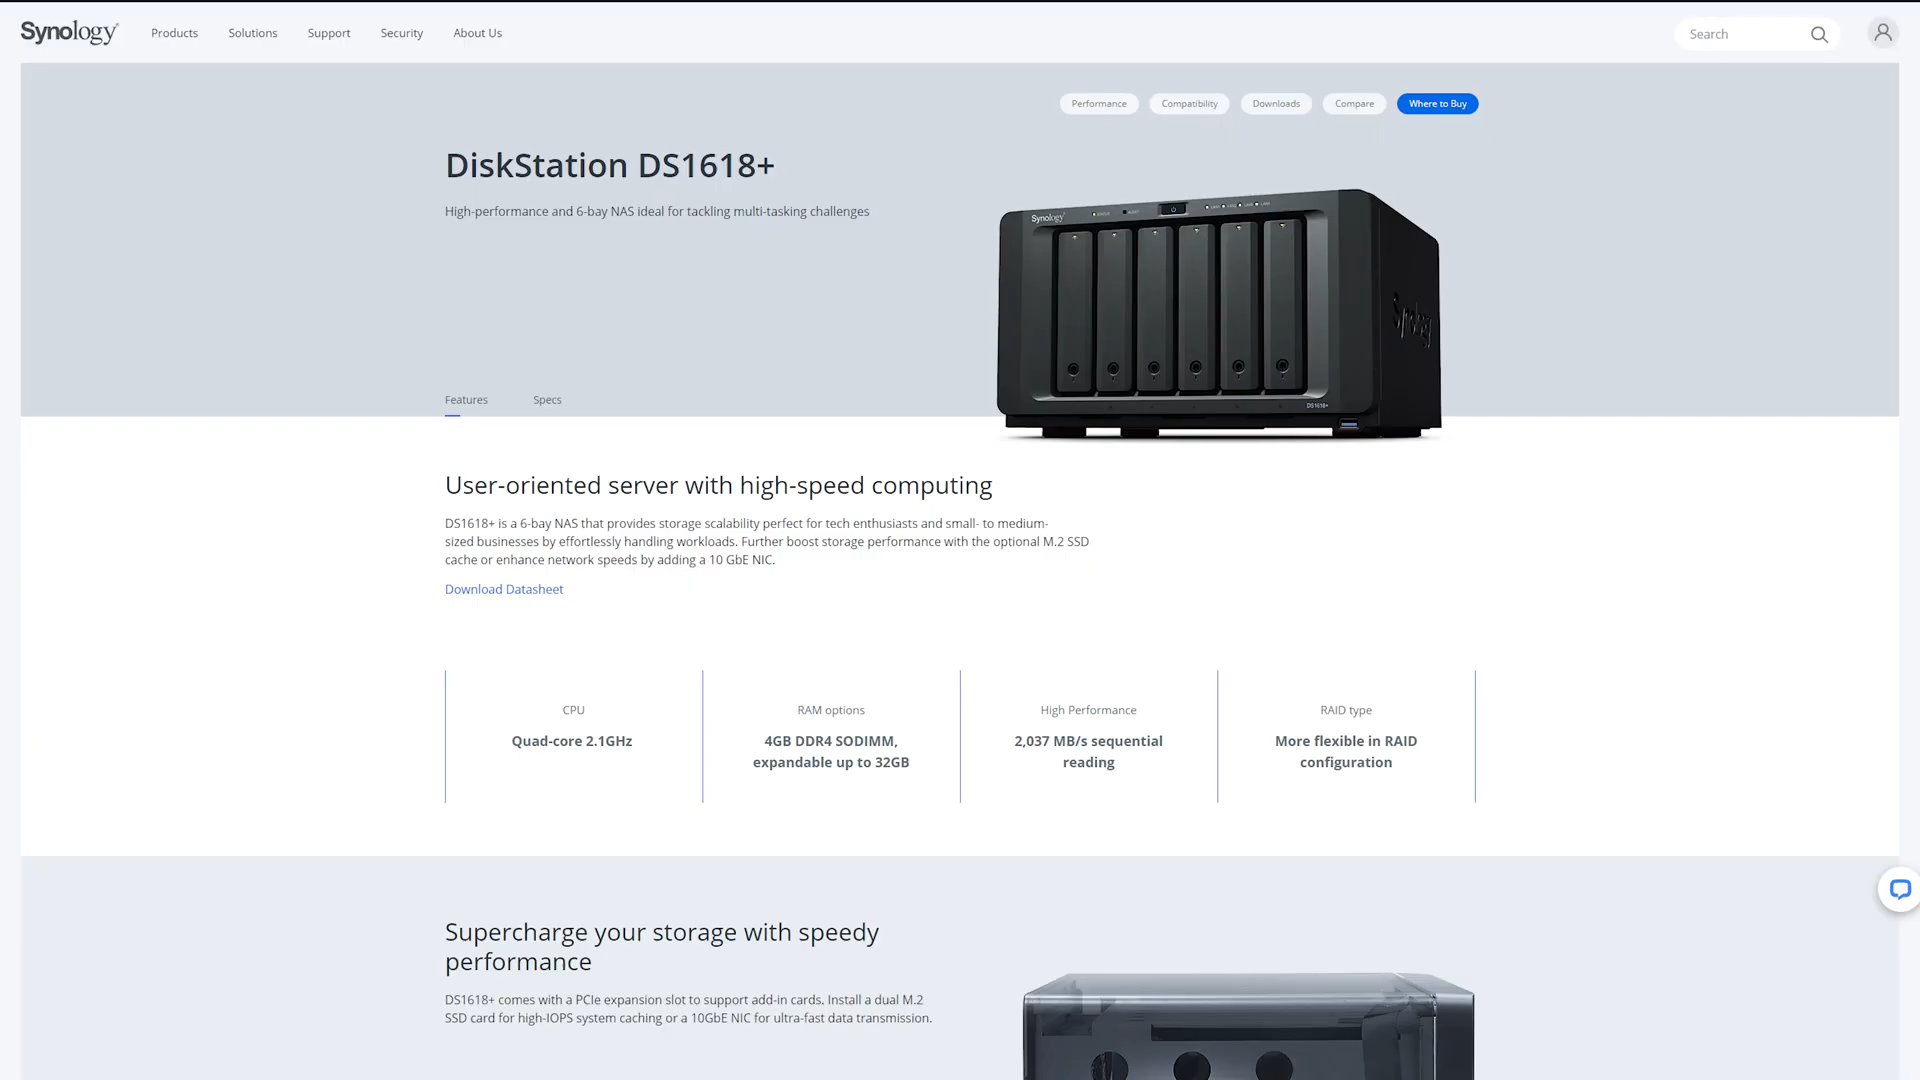 Synology
Products
Solutions
Support
Security
About Us
Search
Performance
Compatibility
Downloads
Compare
Where to Buy
DiskStation DS1618+
High-performance and 6-bay NAS ideal for tackling multi-tasking challenges
Synology
Synology
DS1618+
Features
Specs
User-oriented server with high-speed computing
DS1618+ is a 6-bay NAS that provides storage scalability perfect for tech enthusiasts and small- to medium-
sized businesses by effortlessly handling workloads. Further boost storage performance with the optional M.2 SSD
cache or enhance network speeds by adding a 10 GbE NIC.
Download Datasheet
CPU
Quad-core 2.1GHz
RAM options
4GB DDR4 SODIMM,
expandable up to 32GB
High Performance
2,037 MB/s sequential
reading
RAID type
More flexible in RAID
configuration
Supercharge your storage with speedy
performance
DS1618+ comes with a PCIe expansion slot to support add-in cards. Install a dual M.2
SSD card for high-IOPS system caching or a 10GbE NIC for ultra-fast data transmission.